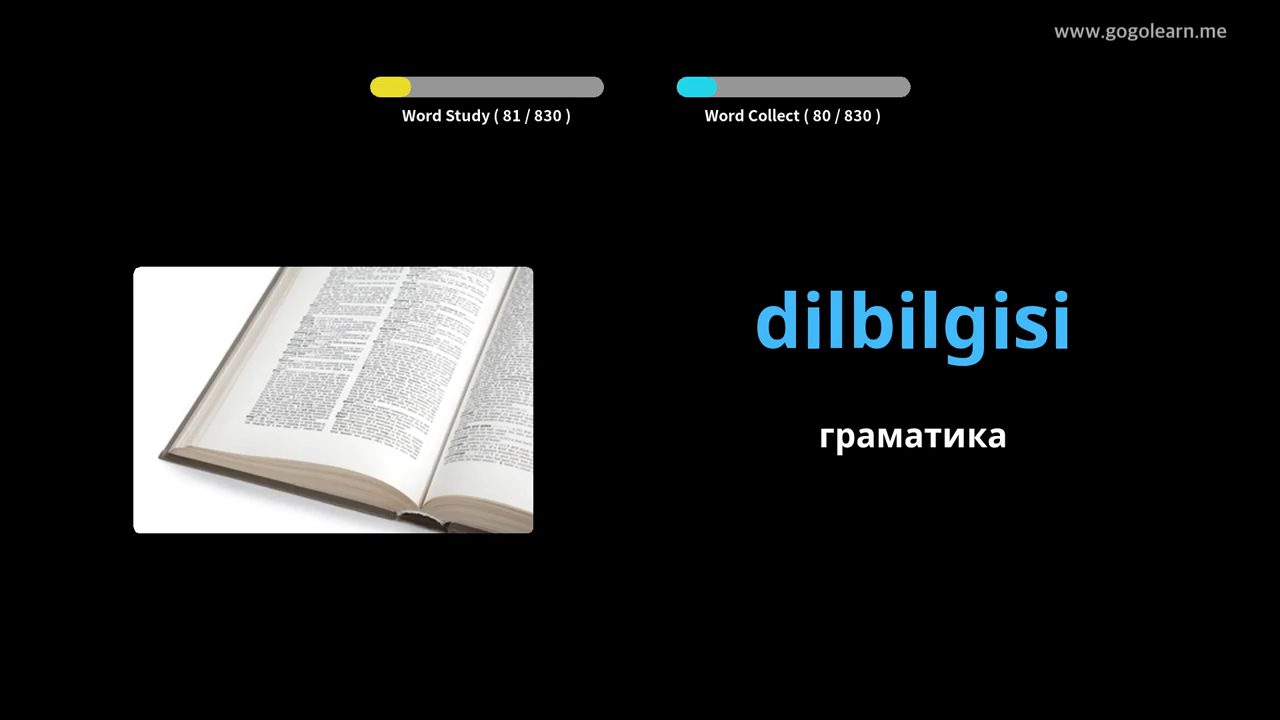 www.gogolearn.me
Word Study ( 81 / 830 )
Word Collect ( 80 / 830 )
dilbilgisi
граматика